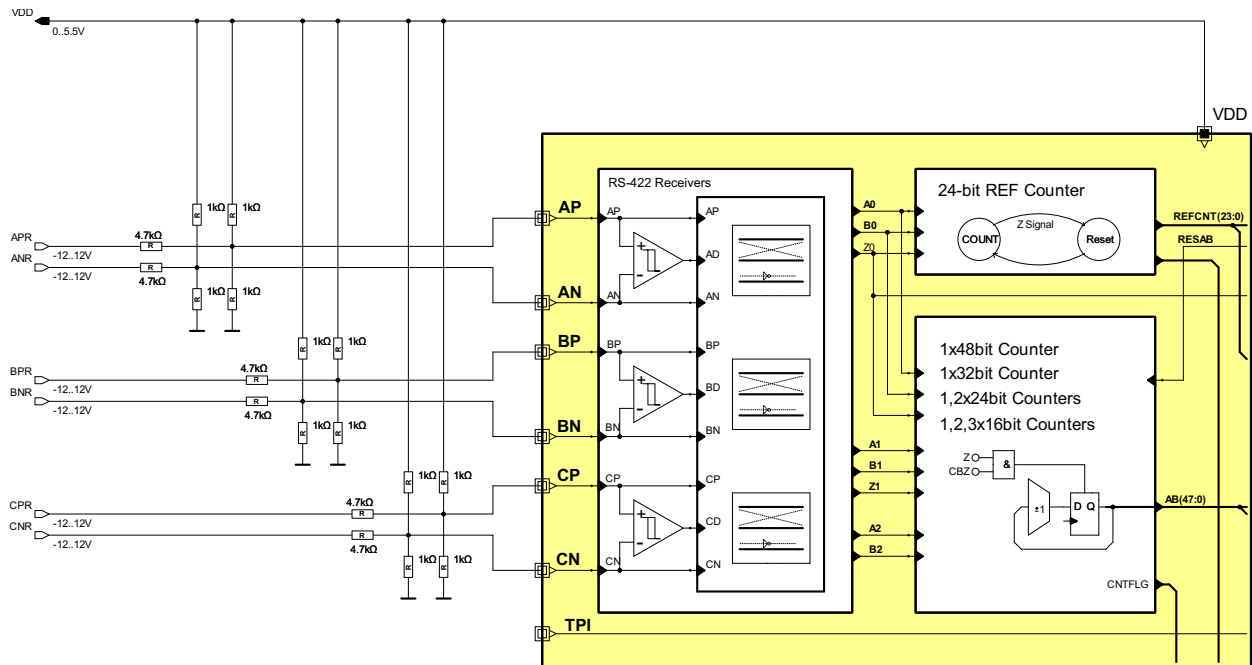 VDD
0..5.5V
VDD
RS-422 Receivers
24-bit REF Counter
Z Signal
COUNT
Reset
REFCNT(23:0)
RESAB
R
1kΩ
R
1kΩ
APR
-12..12V
4.7kΩ
R
ANR
-12..12V
R
4.7kΩ
R
1kΩ
R
1kΩ
AP
AP
AP
+
-
AD
AN
AN
AN
A0
B0
Z0
R
1kΩ
R
1kΩ
BPR
-12..12V
4.7kΩ
R
BNR
-12..12V
R
4.7kΩ
R
1kΩ
R
1kΩ
BP
BP
BP
+
-
BD
BN
BN
BN
1x48bit Counter
1x32bit Counter
1,2x24bit Counters
1,2,3x16bit Counters
Z
CBZ
&
±1
D Q
AB(47:0)
A1
B1
Z1
A2
B2
R
1kΩ
R
1kΩ
CPR
-12..12V
4.7kΩ
R
CNR
-12..12V
R
4.7kΩ
R
1kΩ
R
1kΩ
CP
CP
CP
+
-
CD
CN
CN
CN
CNTFLG
TPI